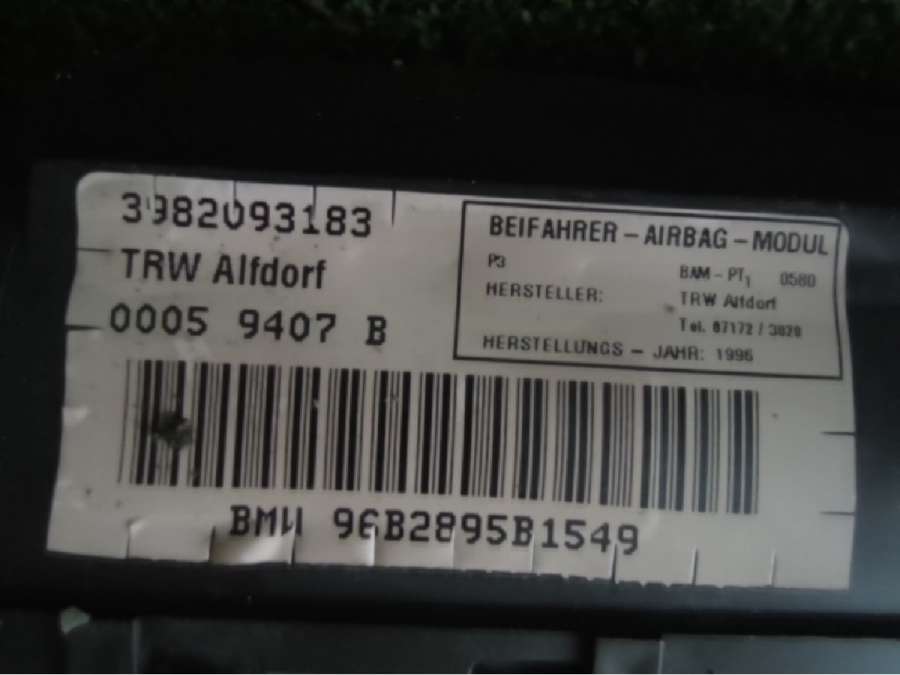 3982093183
TRW Alfdorf
0005 9407 B
BEIFAHRER – AIRBAG – MODUL
P3 BAM – PT1 0580
HERSTELLER: TRW Alfdorf
Tel. 07172 / 3020
HERSTELLUNGS – JAHR: 1996
BMW 96B2895B1549